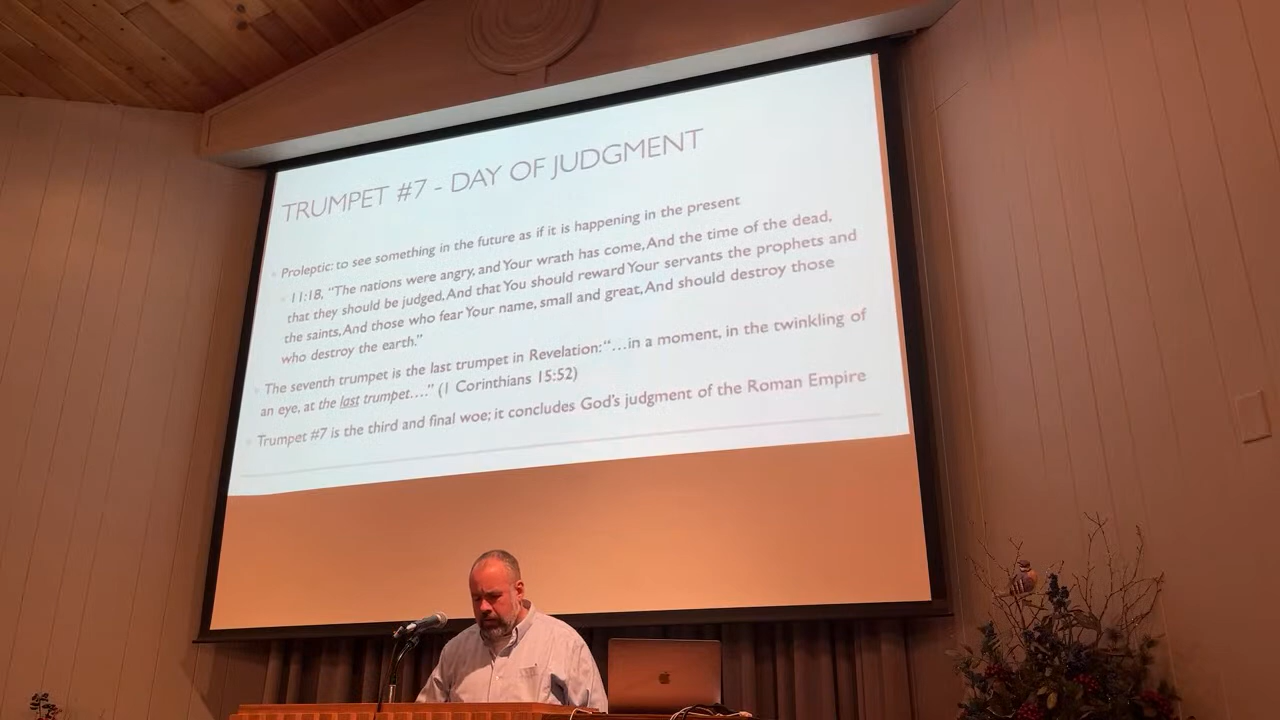 TRUMPET #7 - DAY OF JUDGMENT
Proleptic: to see something in the future as if it is happening in the present
11:18, “The nations were angry, and Your wrath has come, And the time of the dead,
that they should be judged, And that You should reward Your servants the prophets and
the saints, And those who fear Your name, small and great, And should destroy those
who destroy the earth.”
The seventh trumpet is the last trumpet in Revelation: “…in a moment, in the twinkling of
an eye, at the last trumpet….” (1 Corinthians 15:52)
Trumpet #7 is the third and final woe; it concludes God’s judgment of the Roman Empire